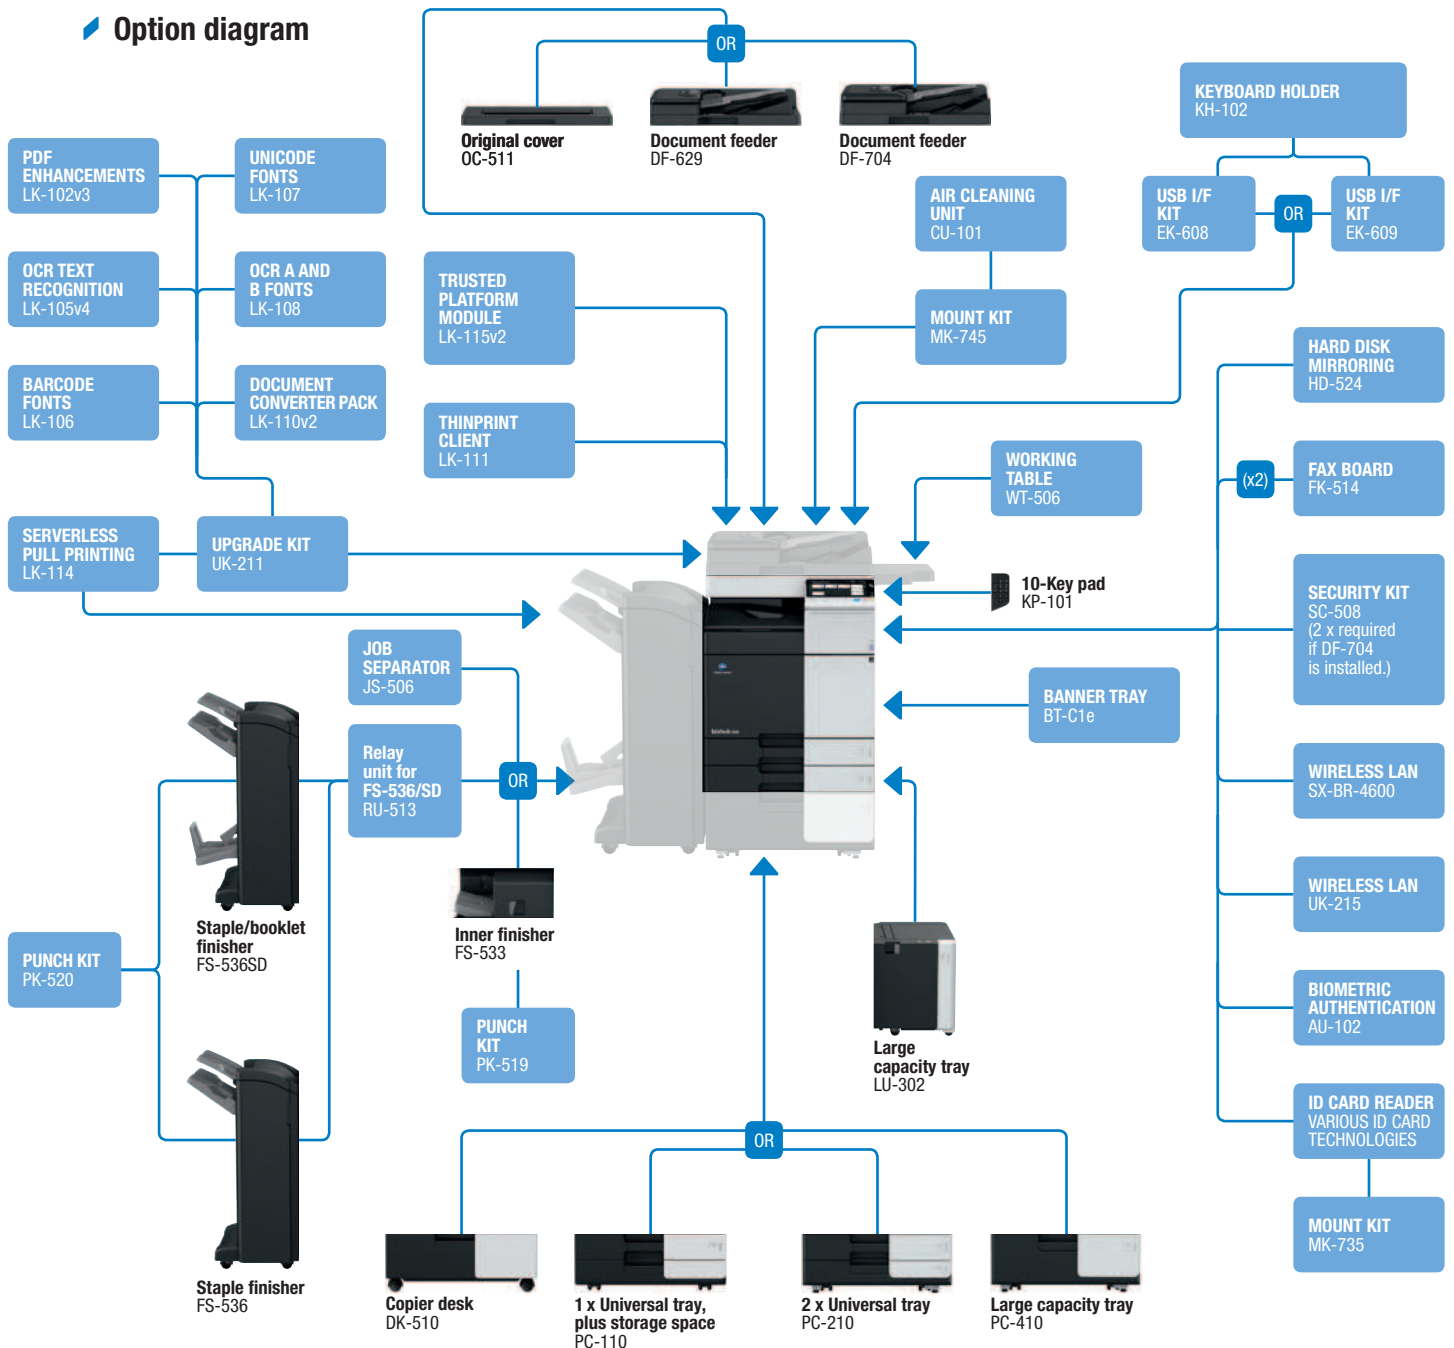 Option diagram
OR
Original cover
OC-511
Document feeder
DF-629
Document feeder
DF-704
KEYBOARD HOLDER
KH-102
PDF
ENHANCEMENTS
LK-102v3
UNICODE
FONTS
LK-107
AIR CLEANING
UNIT
CU-101
USB I/F
KIT
EK-608
OR
USB I/F
KIT
EK-609
OCR TEXT
RECOGNITION
LK-105v4
OCR A AND
B FONTS
LK-108
TRUSTED
PLATFORM
MODULE
LK-115v2
MOUNT KIT
MK-745
HARD DISK
MIRRORING
HD-524
BARCODE
FONTS
LK-106
DOCUMENT
CONVERTER PACK
LK-110v2
THINPRINT
CLIENT
LK-111
WORKING
TABLE
WT-506
(x2)
FAX BOARD
FK-514
SERVERLESS
PULL PRINTING
LK-114
UPGRADE KIT
UK-211
10-Key pad
KP-101
SECURITY KIT
SC-508
(2 x required
if DF-704
is installed.)
JOB
SEPARATOR
JS-506
BANNER TRAY
BT-C1e
Relay
unit for
FS-536/SD
RU-513
OR
WIRELESS LAN
SX-BR-4600
WIRELESS LAN
UK-215
Staple/booklet
finisher
FS-536SD
Inner finisher
FS-533
PUNCH KIT
PK-520
PUNCH
KIT
PK-519
Large
capacity tray
LU-302
BIOMETRIC
AUTHENTICATION
AU-102
ID CARD READER
VARIOUS ID CARD
TECHNOLOGIES
OR
MOUNT KIT
MK-735
Staple finisher
FS-536
Copier desk
DK-510
1 x Universal tray,
plus storage space
PC-110
2 x Universal tray
PC-210
Large capacity tray
PC-410